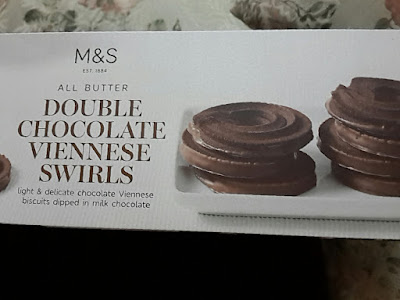 M&S
EST. 1884
ALL BUTTER
DOUBLE
CHOCOLATE
VIENNESE
SWIRLS
light & delicate chocolate Viennese
biscuits dipped in milk chocolate